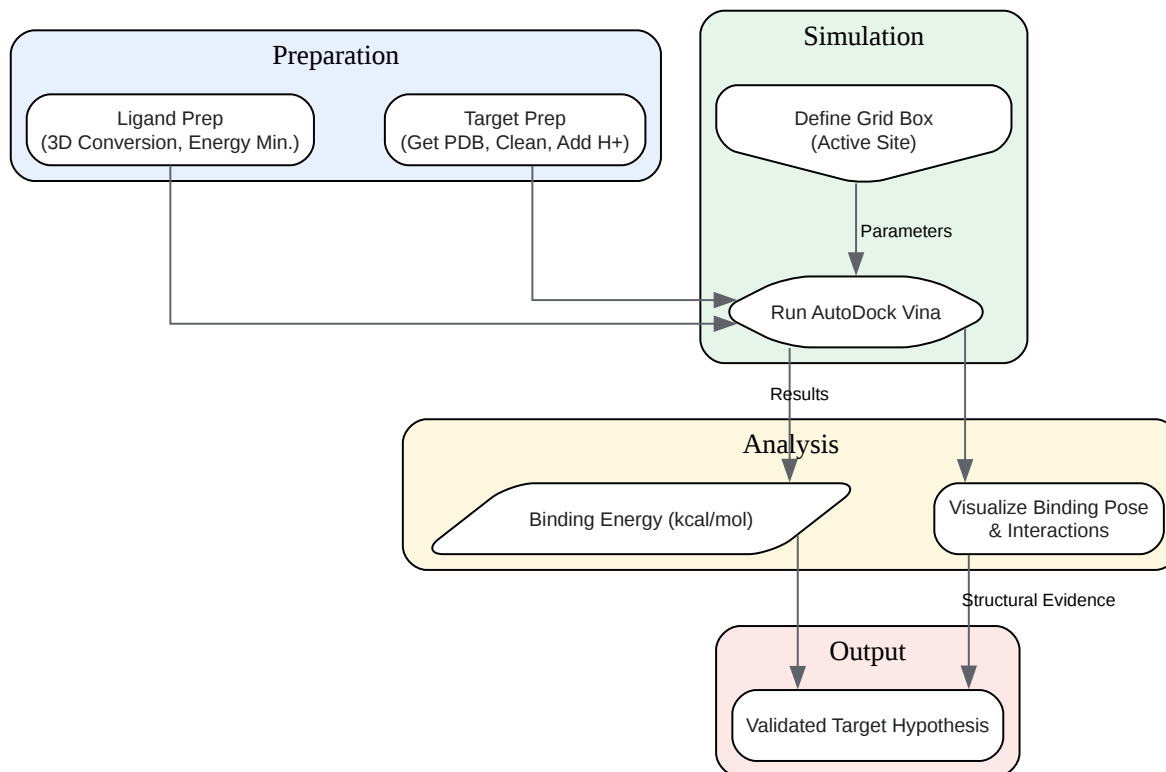 Preparation
Ligand Prep
(3D Conversion, Energy Min.)
Target Prep
(Get PDB, Clean, Add H+)
Simulation
Define Grid Box
(Active Site)
Parameters
Run AutoDock Vina
Results
Analysis
Binding Energy (kcal/mol)
Visualize Binding Pose
& Interactions
Structural Evidence
Output
Validated Target Hypothesis